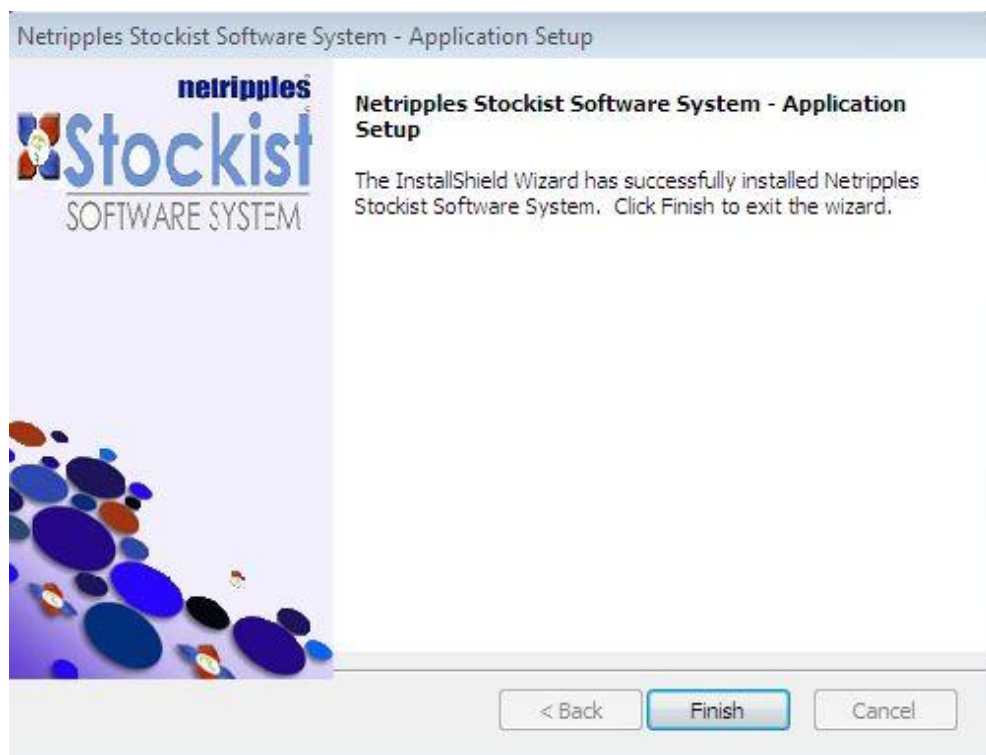 Netripples Stockist Software System - Application Setup
netripples
Stockist
SOFTWARE SYSTEM
Netripples Stockist Software System - Application
Setup
The InstallShield Wizard has successfully installed Netripples
Stockist Software System. Click Finish to exit the wizard.
< Back Finish Cancel